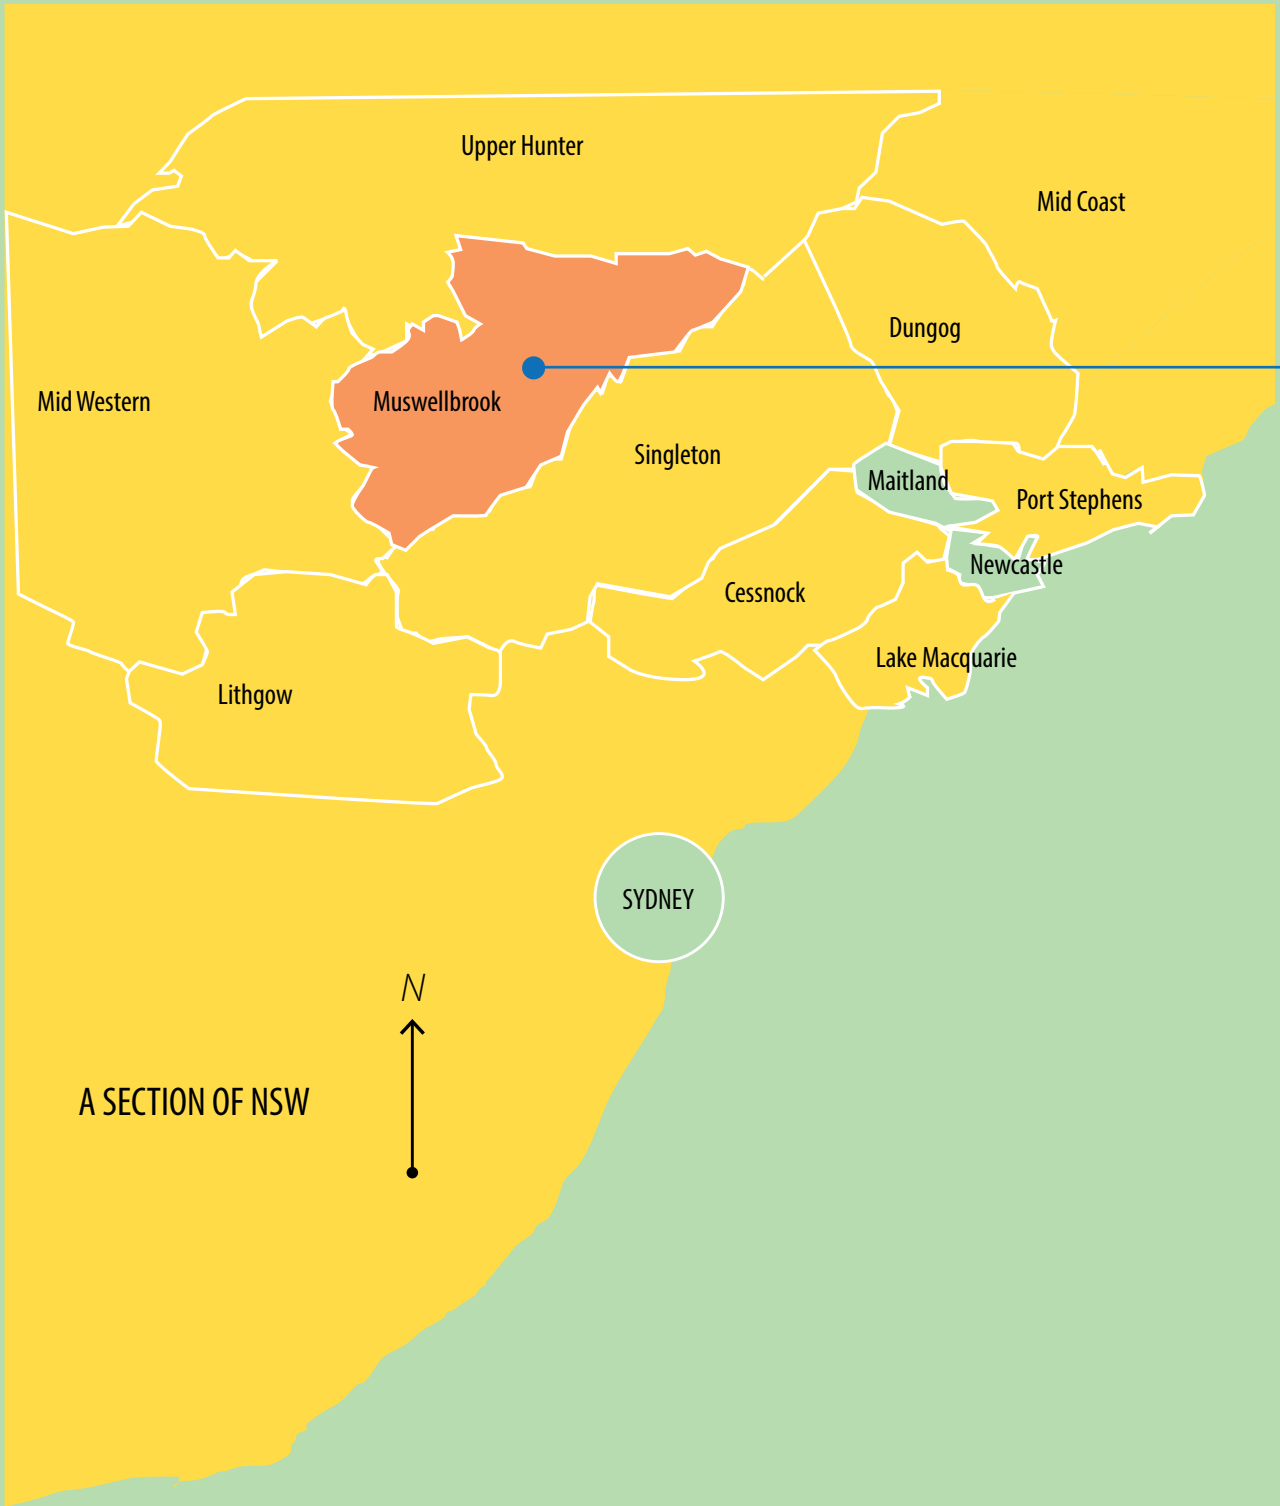 Upper Hunter
Mid Coast
Dungog
Mid Western
Muswellbrook
Singleton
Maitland
Port Stephens
Newcastle
Cessnock
Lake Macquarie
Lithgow
SYDNEY
N
A SECTION OF NSW